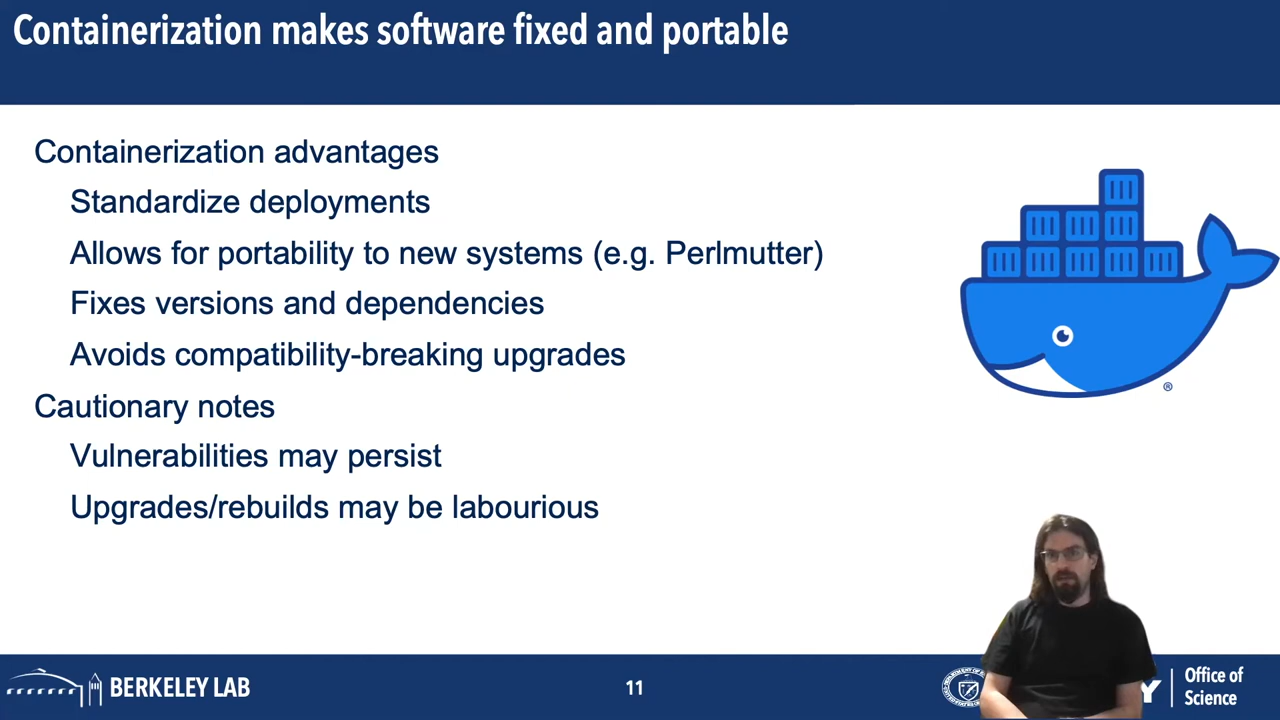 Containerization makes software fixed and portable
Containerization advantages
Standardize deployments
Allows for portability to new systems (e.g. Perlmutter)
Fixes versions and dependencies
Avoids compatibility-breaking upgrades
Cautionary notes
Vulnerabilities may persist
Upgrades/rebuilds may be labourious
®
BERKELEY LAB
11
Office of
Science